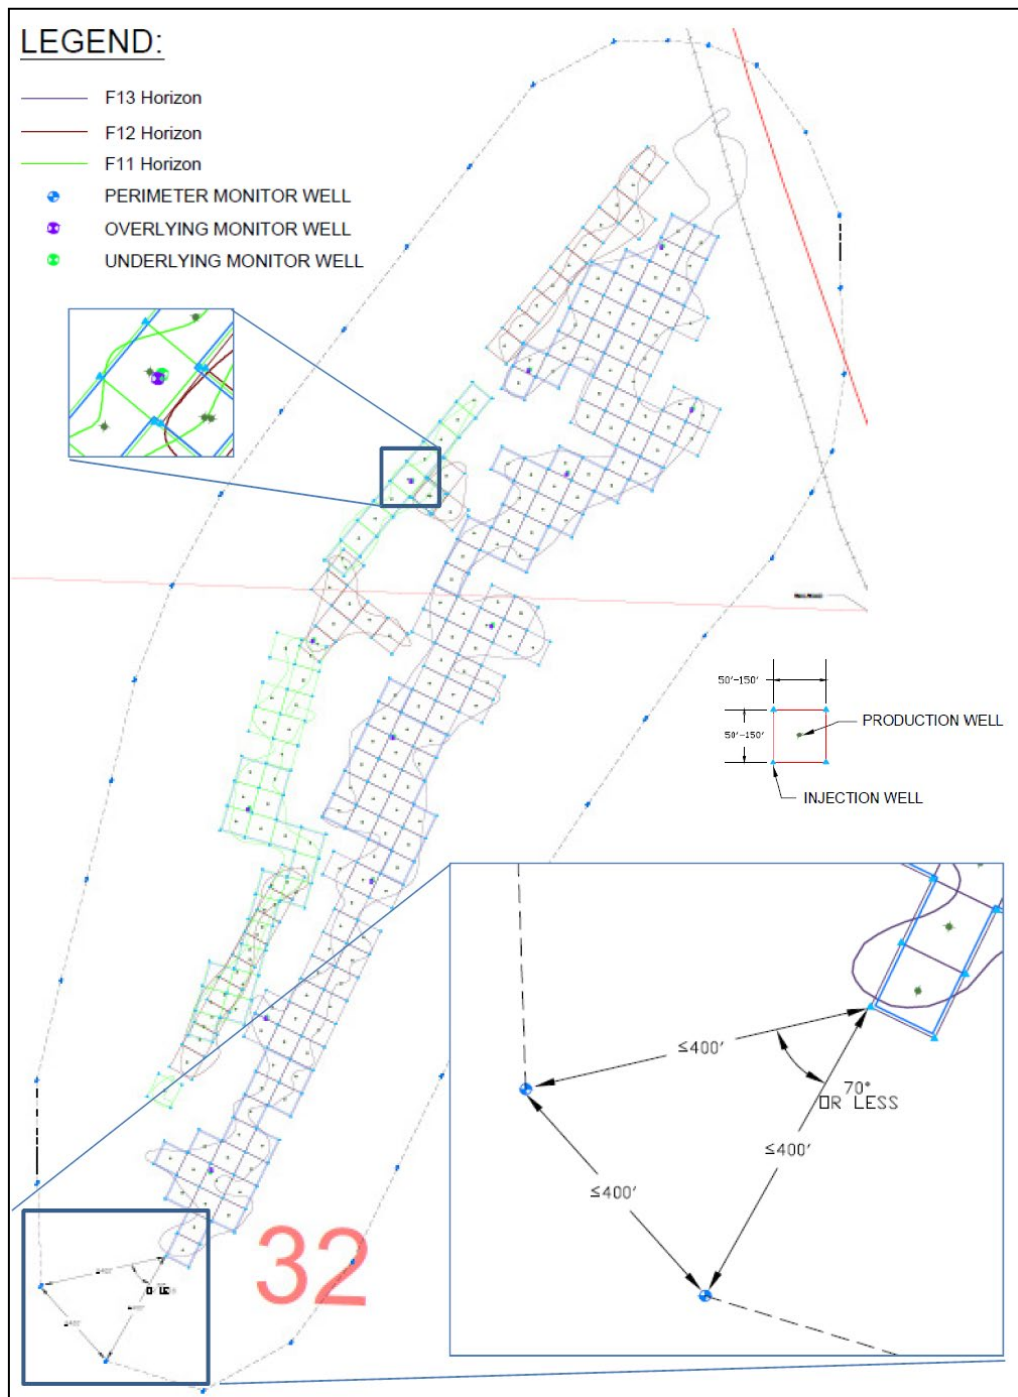 LEGEND:
F13 Horizon
F12 Horizon
F11 Horizon
PERIMETER MONITOR WELL
OVERLYING MONITOR WELL
UNDERLYING MONITOR WELL
50'-150'
50'-150'
PRODUCTION WELL
INJECTION WELL
≤400'
70°
OR LESS
≤400'
≤400'
32